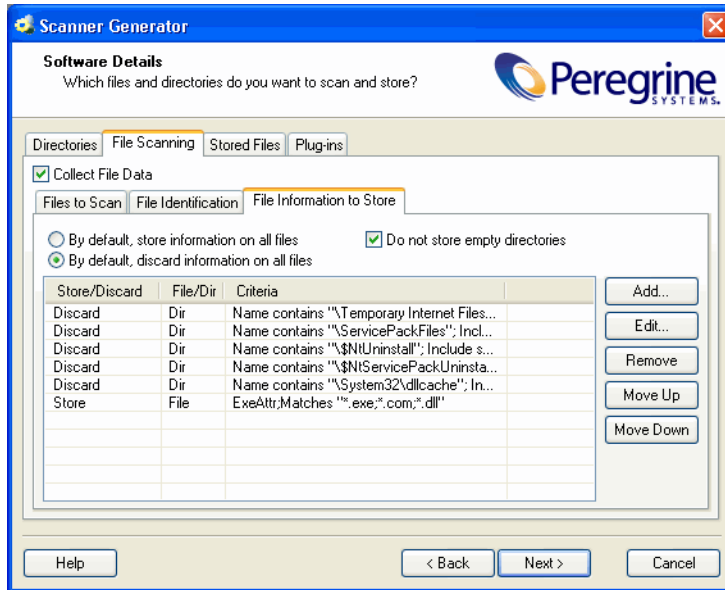 Scanner Generator
Software Details
Which files and directories do you want to scan and store?
Peregrine
SYSTEMS.
Directories File Scanning Stored Files Plug-ins
Collect File Data
Files to Scan File Identification File Information to Store
By default, store information on all files Do not store empty directories
By default, discard information on all files
Store/Discard File/Dir Criteria
Discard Dir Name contains "\Temporary Internet Files...
Discard Dir Name contains "\ServicePackFiles"; Incl...
Discard Dir Name contains "\$NtUninstall"; Include s...
Discard Dir Name contains "\$NtServicePackUninsta...
Discard Dir Name contains "\System32\dllcache"; In...
Store File ExeAttr;Matches "*.exe;*.com;*.dll"
Add...
Edit...
Remove
Move Up
Move Down
Help < Back Next > Cancel